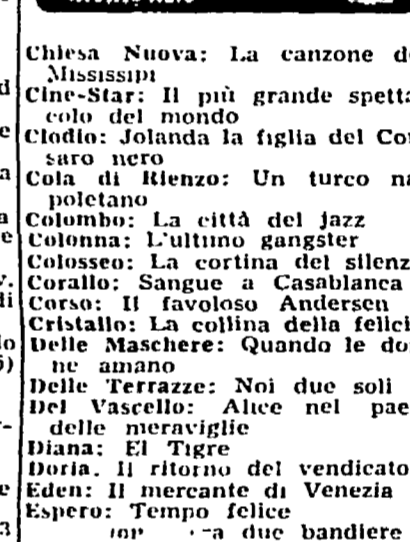 Chiesa Nuova: La canzone d
Mississipi
Cine-Star: Il più grande spetta
colo del mondo
Clodio: Jolanda la figlia del Cor
saro nero
Cola di Rienzo: Un turco na
poletano
Colombo: La città del jazz
Colonna: L'ultimo gangster
Colosseo: La cortina del silenz
Corallo: Sangue a Casablanca
Corso: Il favoloso Andersen
Cristallo: La collina della felici
Delle Maschere: Quando le don
ne amano
Delle Terrazze: Noi due soli
Del Vascello: Alice nel pae
delle meraviglie
Diana: El Tigre
Doria. Il ritorno del vendicato
Eden: Il mercante di Venezia
Espero: Tempo felice
due bandiere